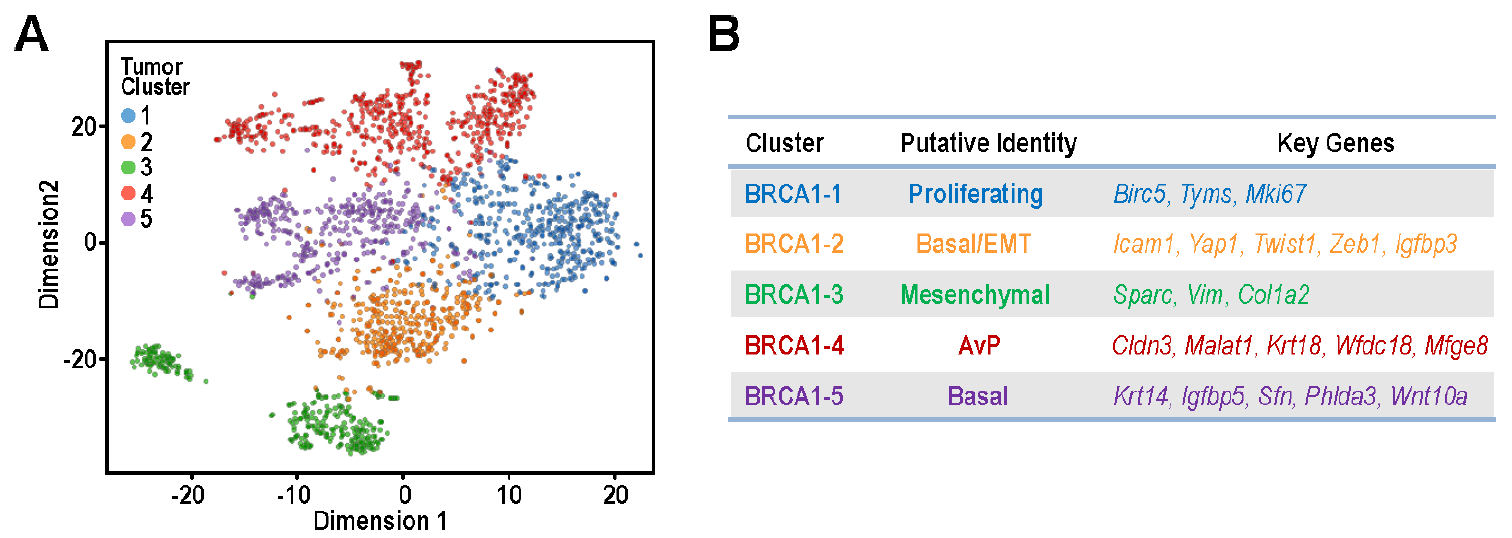 A
Tumor
Cluster
1
2
3
4
5
20
0
-20
Dimension2
-20
-10
0
10
20
Dimension 1
B
Cluster Putative Identity Key Genes
BRCA1-1 Proliferating Birc5, Tyms, Mki67
BRCA1-2 Basal/EMT Icam1, Yap1, Twist1, Zeb1, Igfbp3
BRCA1-3 Mesenchymal Sparc, Vim, Col1a2
BRCA1-4 AvP Cldn3, Malat1, Krt18, Wfdc18, Mfge8
BRCA1-5 Basal Krt14, Igfbp5, Sfn, Phlda3, Wnt10a